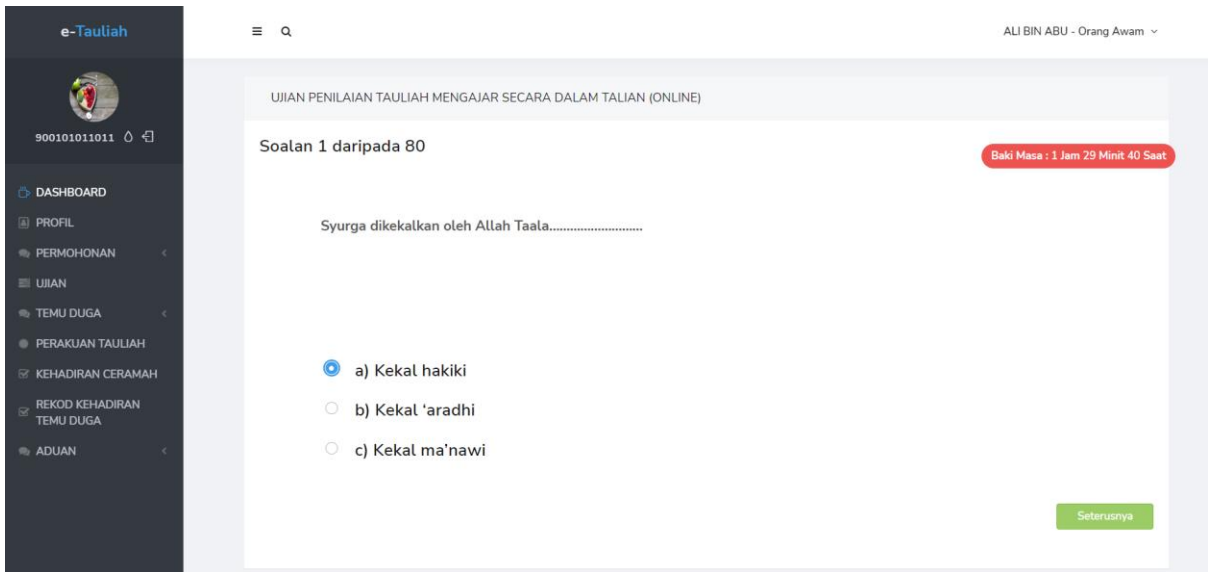 e-Tauliah
ALI BIN ABU - Orang Awam
900101011011
DASHBOARD
PROFIL
PERMOHONAN
UJIAN
TEMU DUGA
PERAKUAN TAULIAH
KEHADIRAN CERAMAH
REKOD KEHADIRAN
TEMU DUGA
ADUAN
UJIAN PENILAIAN TAULIAH MENGAJAR SECARA DALAM TALIAN (ONLINE)
Soalan 1 daripada 80
Baki Masa : 1 Jam 29 Minit 40 Saat
Syurga dikekalkan oleh Allah Taala...........................
a) Kekal hakiki
b) Kekal ‘aradhi
c) Kekal ma’nawi
Seterusnya